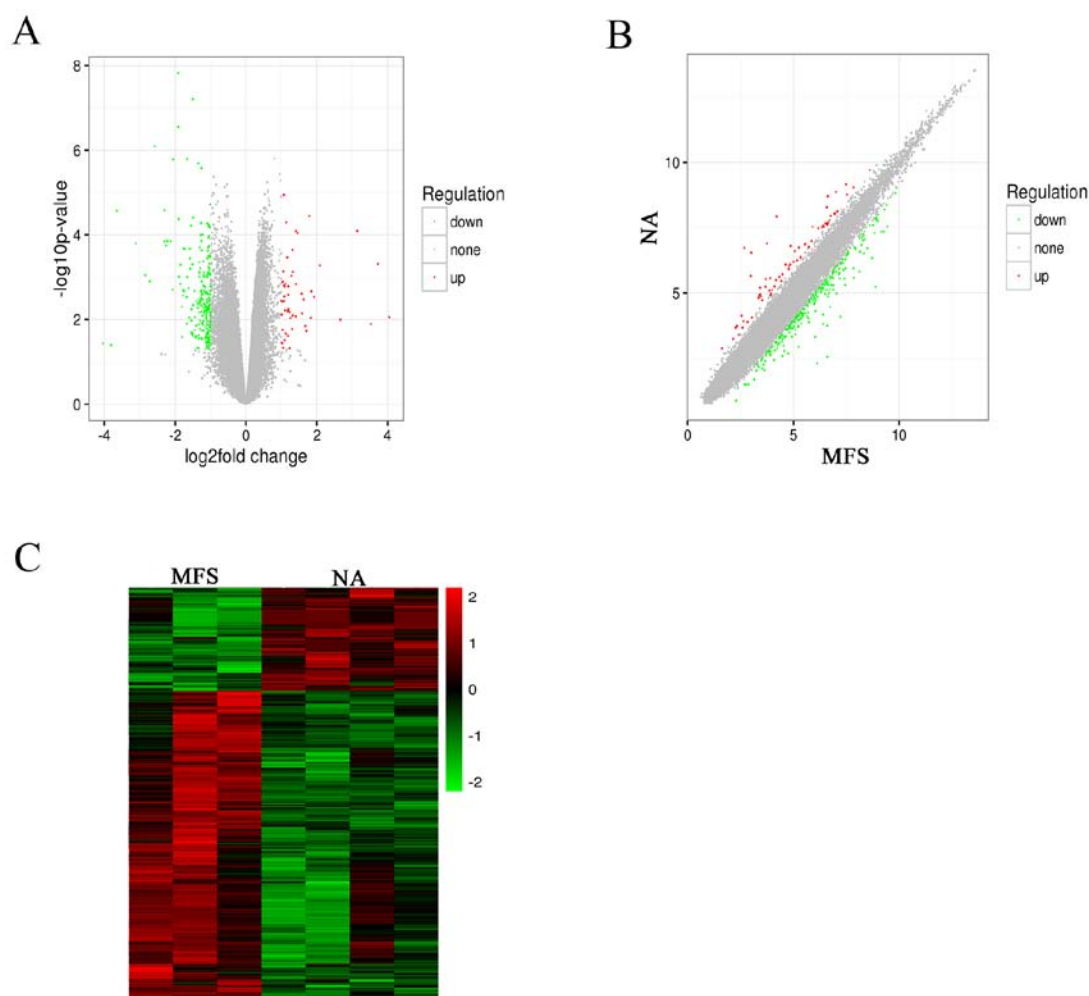 A
8
6
4
2
0
-log10p-value
-4
-2
0
2
4
log2fold change
Regulation
down
none
up
B
10
5
NA
0
5
10
MFS
Regulation
down
none
up
C
MFS
NA
2
1
0
-1
-2